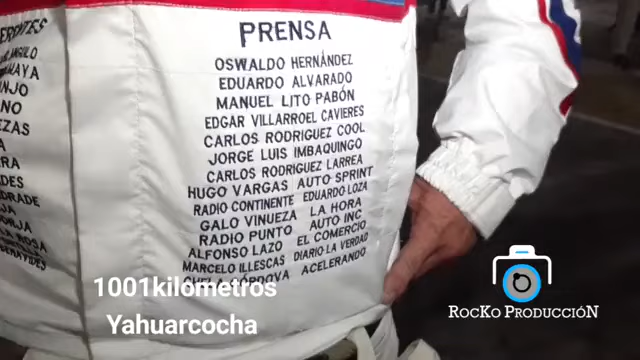 PRENSA
OSWALDO HERNÁNDEZ
EDUARDO ALVARADO
MANUEL LITO PABÓN
EDGAR VILLARROEL CAVIERES
CARLOS RODRIGUEZ COOL
JORGE LUIS IMBAQUINGO
CARLOS RODRIGUEZ LARREA
HUGO VARGAS AUTO SPRINT
RADIO CONTINENTE EDUARDO LOZA
GALO VINUEZA LA HORA
RADIO PUNTO AUTO INC
ALFONSO LAZO EL COMERCIO
MARCELO ILLESCAS DIARIO LA VERDAD
ACELERANDO
1001kilómetros
Yahuarcocha
ROCKO PRODUCCIÓN